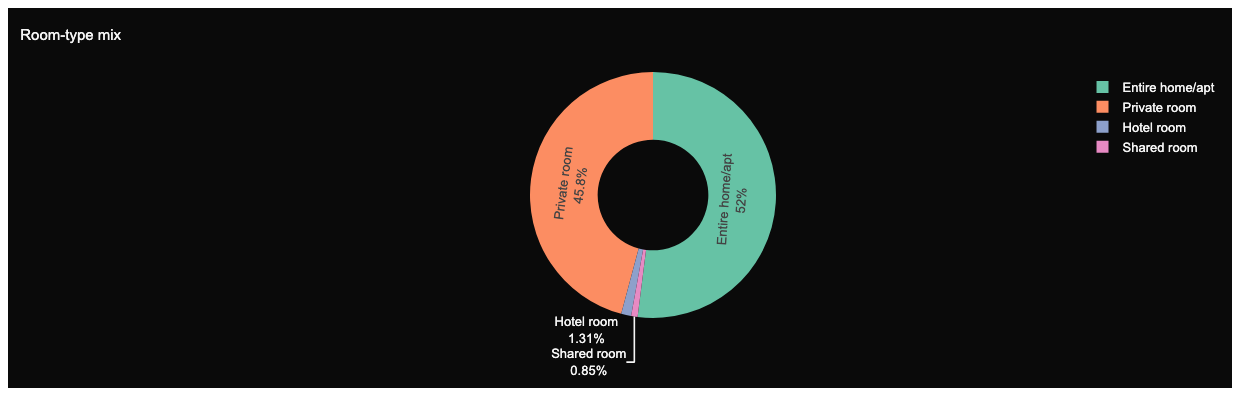 Room-type mix
Entire home/apt
Private room
Hotel room
Shared room
Private room
45.8%
Entire home/apt
52%
Hotel room
1.31%
Shared room
0.85%